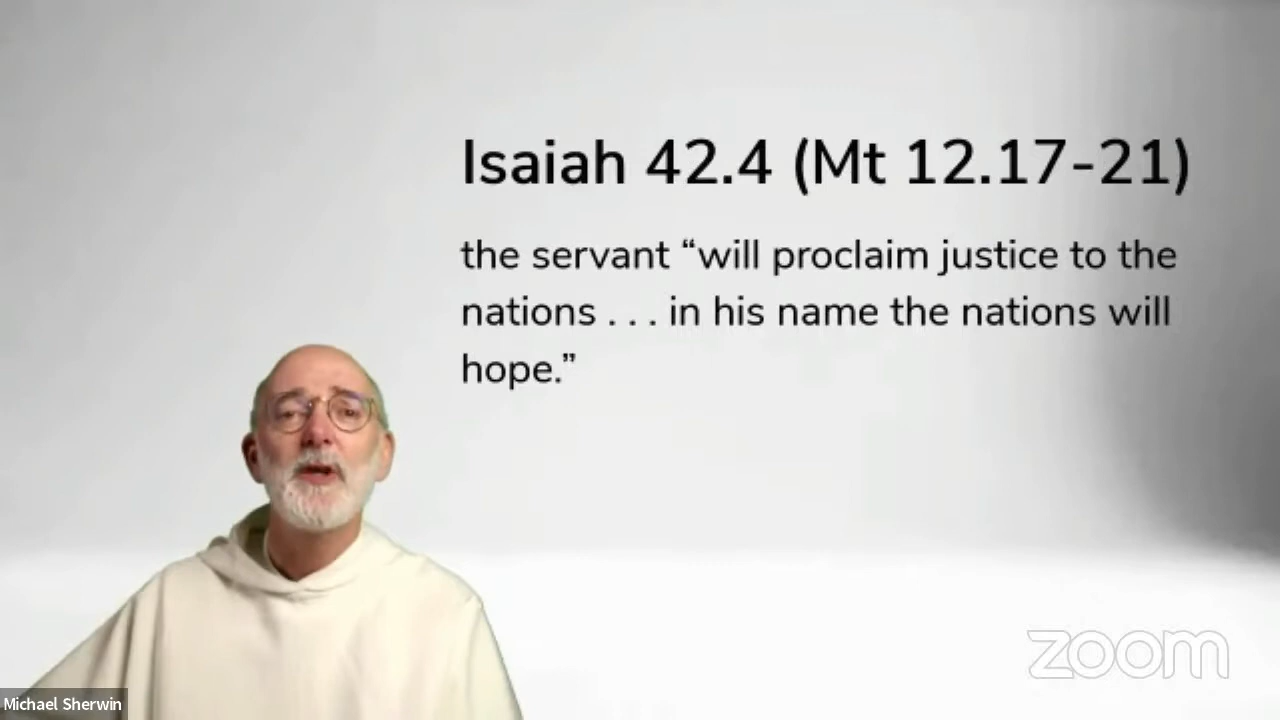 Isaiah 42.4 (Mt 12.17-21)
the servant “will proclaim justice to the
nations . . . in his name the nations will
hope.”
zoom
Michael Sherwin